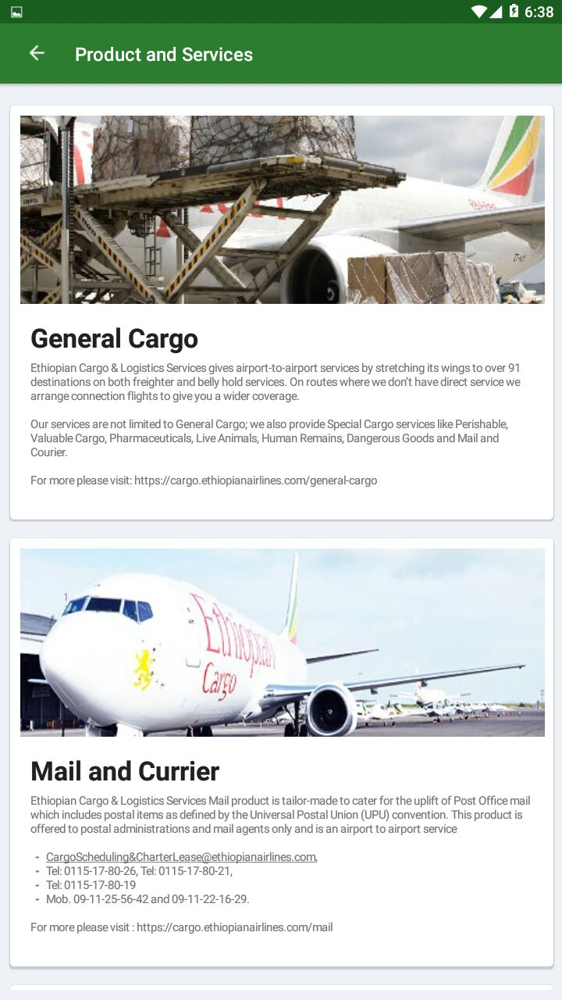 6:38
Product and Services
General Cargo
Ethiopian Cargo & Logistics Services gives airport-to-airport services by stretching its wings to over 91
destinations on both freighter and belly hold services. On routes where we don’t have direct service we
arrange connection flights to give you a wider coverage.
Our services are not limited to General Cargo; we also provide Special Cargo services like Perishable,
Valuable Cargo, Pharmaceuticals, Live Animals, Human Remains, Dangerous Goods and Mail and
Courier.
For more please visit: https://cargo.ethiopianairlines.com/general-cargo
Ethiopian
Cargo
Mail and Currier
Ethiopian Cargo & Logistics Services Mail product is tailor-made to cater for the uplift of Post Office mail
which includes postal items as defined by the Universal Postal Union (UPU) convention. This product is
offered to postal administrations and mail agents only and is an airport to airport service
- CargoScheduling&CharterLease@ethiopianairlines.com,
- Tel: 0115-17-80-26, Tel: 0115-17-80-21,
- Tel: 0115-17-80-19
- Mob. 09-11-25-56-42 and 09-11-22-16-29.
For more please visit : https://cargo.ethiopianairlines.com/mail